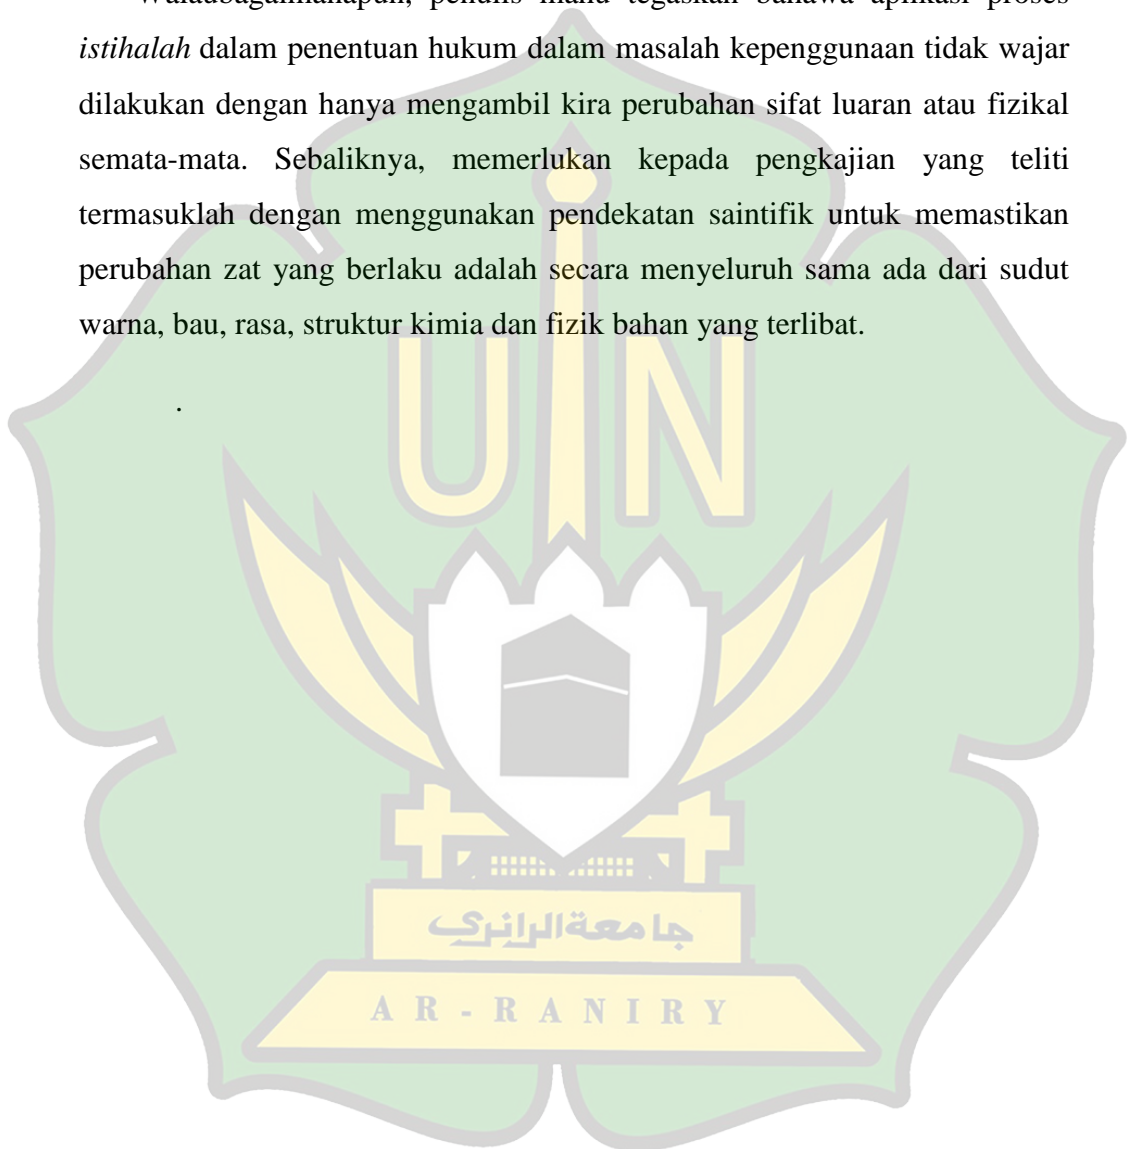 Walaubagaimanapun, penulis mahu tegaskan bahawa aplikasi proses
istihalah dalam penentuan hukum dalam masalah kepenggunaan tidak wajar
dilakukan dengan hanya mengambil kira perubahan sifat luaran atau fizikal
semata-mata. Sebaliknya, memerlukan kepada pengkajian yang teliti
termasuklah dengan menggunakan pendekatan saintifik untuk memastikan
perubahan zat yang berlaku adalah secara menyeluruh sama ada dari sudut
warna, bau, rasa, struktur kimia dan fizik bahan yang terlibat.
.
UIN
جامعة الرانري
AR-RANIRY